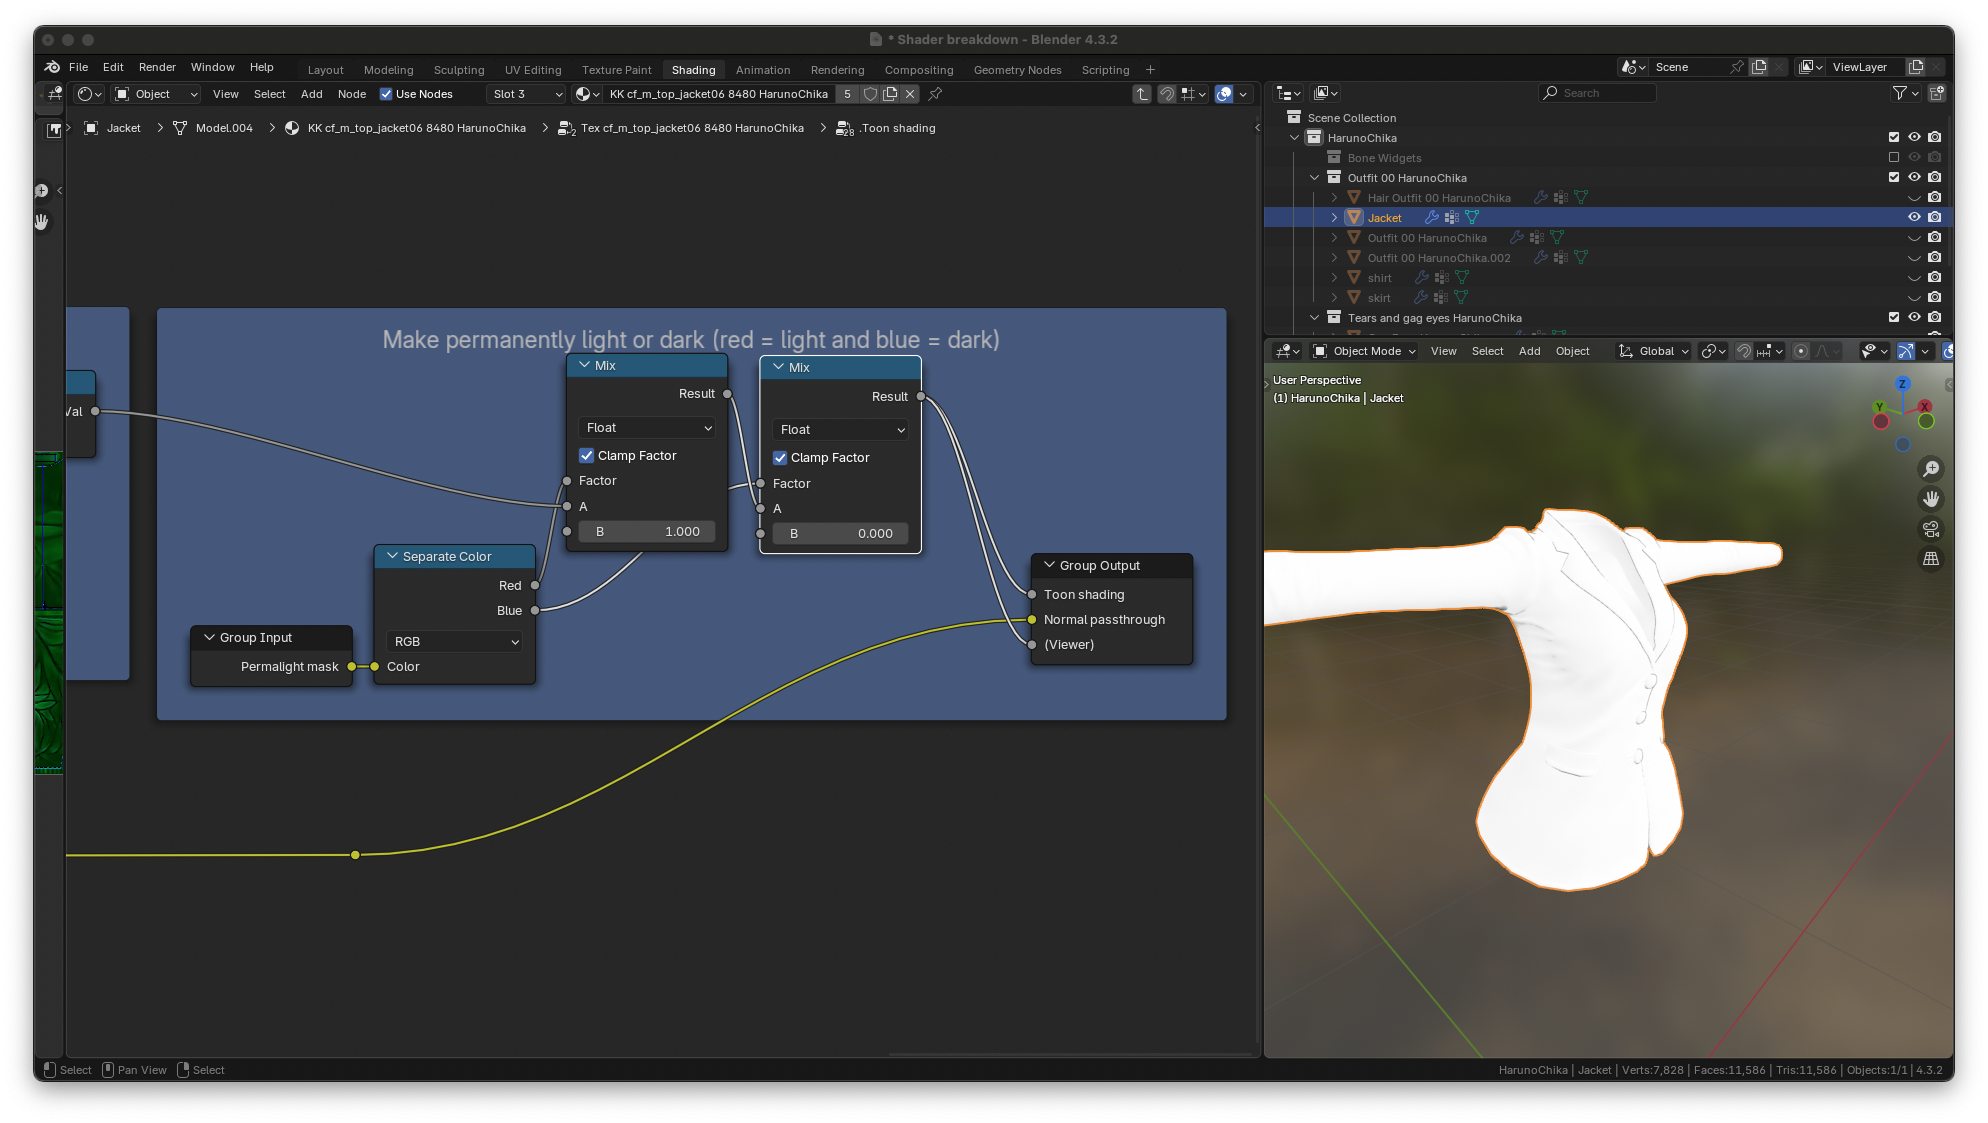 * Shader breakdown - Blender 4.3.2
File Edit Render Window Help
Layout Modeling Sculpting UV Editing Texture Paint Shading Animation Rendering Compositing Geometry Nodes Scripting +
Scene
ViewLayer
Object View Select Add Node Use Nodes Slot 3 KK cf_m_top_jacket06 8480 HarunoChika 5
Search
Jacket > Model.004 > KK cf_m_top_jacket06 8480 HarunoChika > Tex cf_m_top_jacket06 8480 HarunoChika > .Toon shading
2
28
Scene Collection
HarunoChika
Bone Widgets
Outfit 00 HarunoChika
Hair Outfit 00 HarunoChika
Jacket
Outfit 00 HarunoChika
Outfit 00 HarunoChika.002
shirt
skirt
Tears and gag eyes HarunoChika
Make permanently light or dark (red = light and blue = dark)
Val
Mix
Result
Float
Clamp Factor
Factor
A
B 1.000
Mix
Result
Float
Clamp Factor
Factor
A
B 0.000
Separate Color
Red
Blue
RGB
Color
Group Input
Permalight mask
Group Output
Toon shading
Normal passthrough
(Viewer)
Object Mode View Select Add Object Global
User Perspective
(1) HarunoChika | Jacket
Z
Y
X
Select Pan View Select
HarunoChika | Jacket | Verts:7,828 | Faces:11,586 | Tris:11,586 | Objects:1/1 | 4.3.2